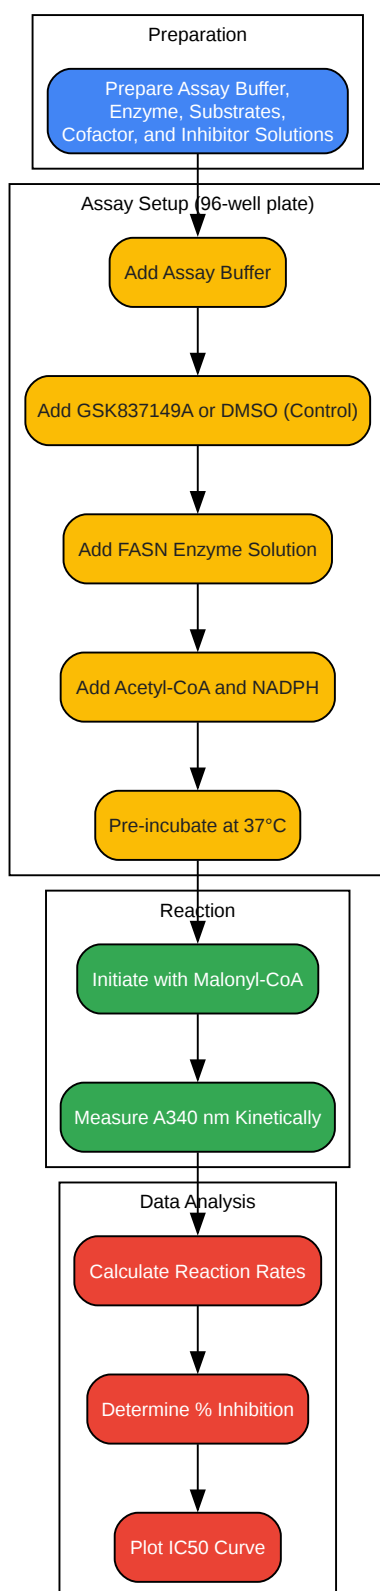 Preparation
Prepare Assay Buffer,
Enzyme, Substrates,
Cofactor, and Inhibitor Solutions
Assay Setup (96-well plate)
Add Assay Buffer
Add GSK837149A or DMSO (Control)
Add FASN Enzyme Solution
Add Acetyl-CoA and NADPH
Pre-incubate at 37°C
Reaction
Initiate with Malonyl-CoA
Measure A340 nm Kinetically
Data Analysis
Calculate Reaction Rates
Determine % Inhibition
Plot IC50 Curve